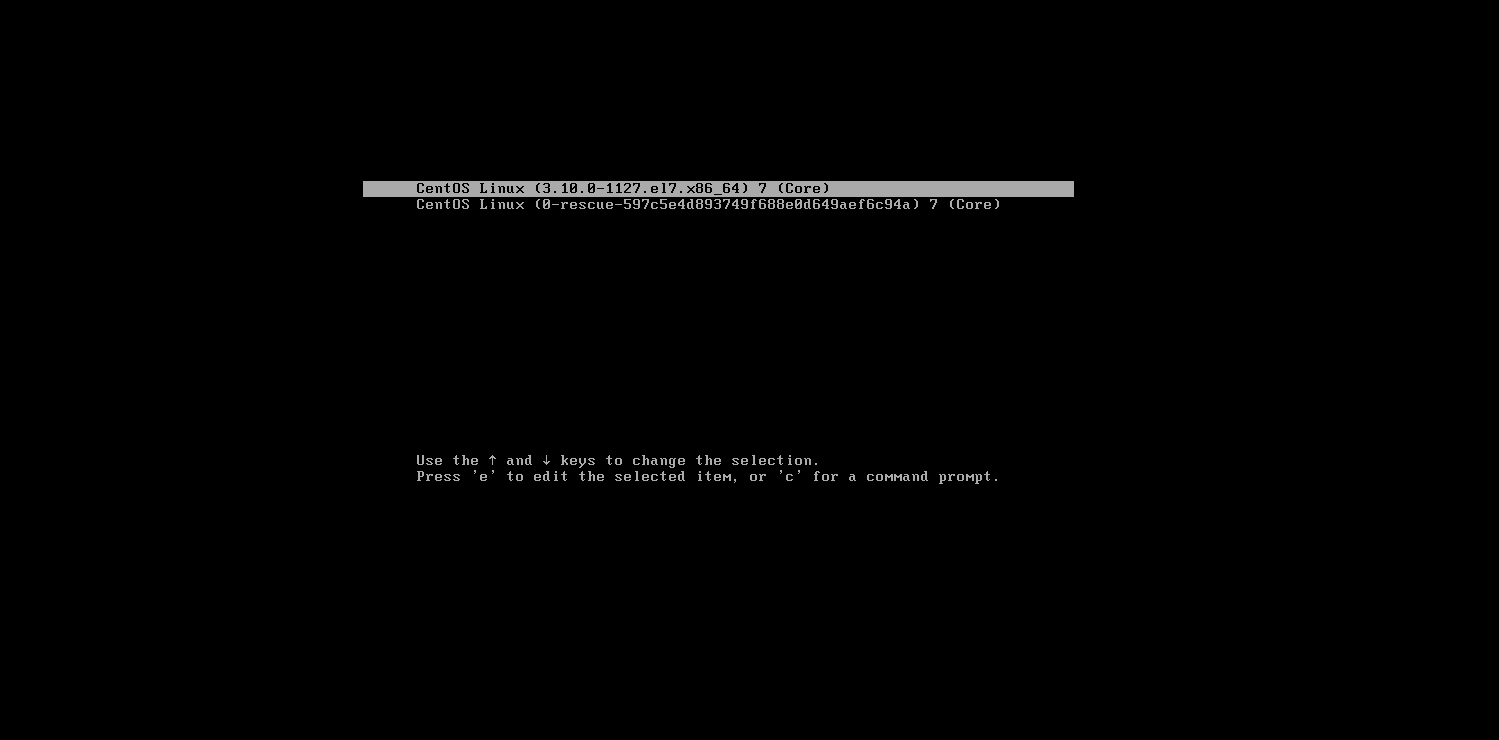 CentOS Linux (3.10.0-1127.el7.x86_64) 7 (Core)
CentOS Linux (0-rescue-597c5e4d893749f688e0d649aef6c94a) 7 (Core)
Use the ↑ and ↓ keys to change the selection.
Press 'e' to edit the selected item, or 'c' for a command prompt.